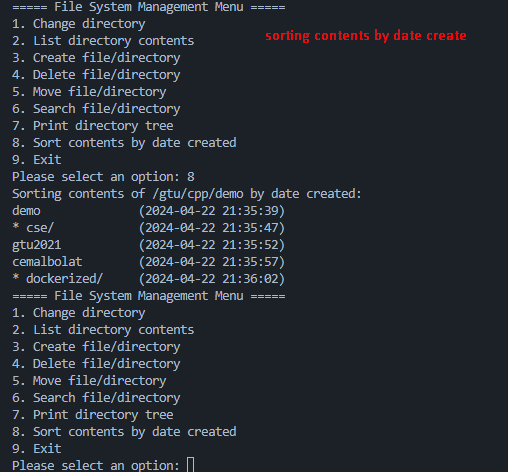 ===== File System Management Menu =====
1. Change directory
2. List directory contents
sorting contents by date create
3. Create file/directory
4. Delete file/directory
5. Move file/directory
6. Search file/directory
7. Print directory tree
8. Sort contents by date created
9. Exit
Please select an option: 8
Sorting contents of /gtu/cpp/demo by date created:
demo (2024-04-22 21:35:39)
* cse/ (2024-04-22 21:35:47)
gtu2021 (2024-04-22 21:35:52)
cemalbolat (2024-04-22 21:35:57)
* dockerized/ (2024-04-22 21:36:02)
===== File System Management Menu =====
1. Change directory
2. List directory contents
3. Create file/directory
4. Delete file/directory
5. Move file/directory
6. Search file/directory
7. Print directory tree
8. Sort contents by date created
9. Exit
Please select an option: